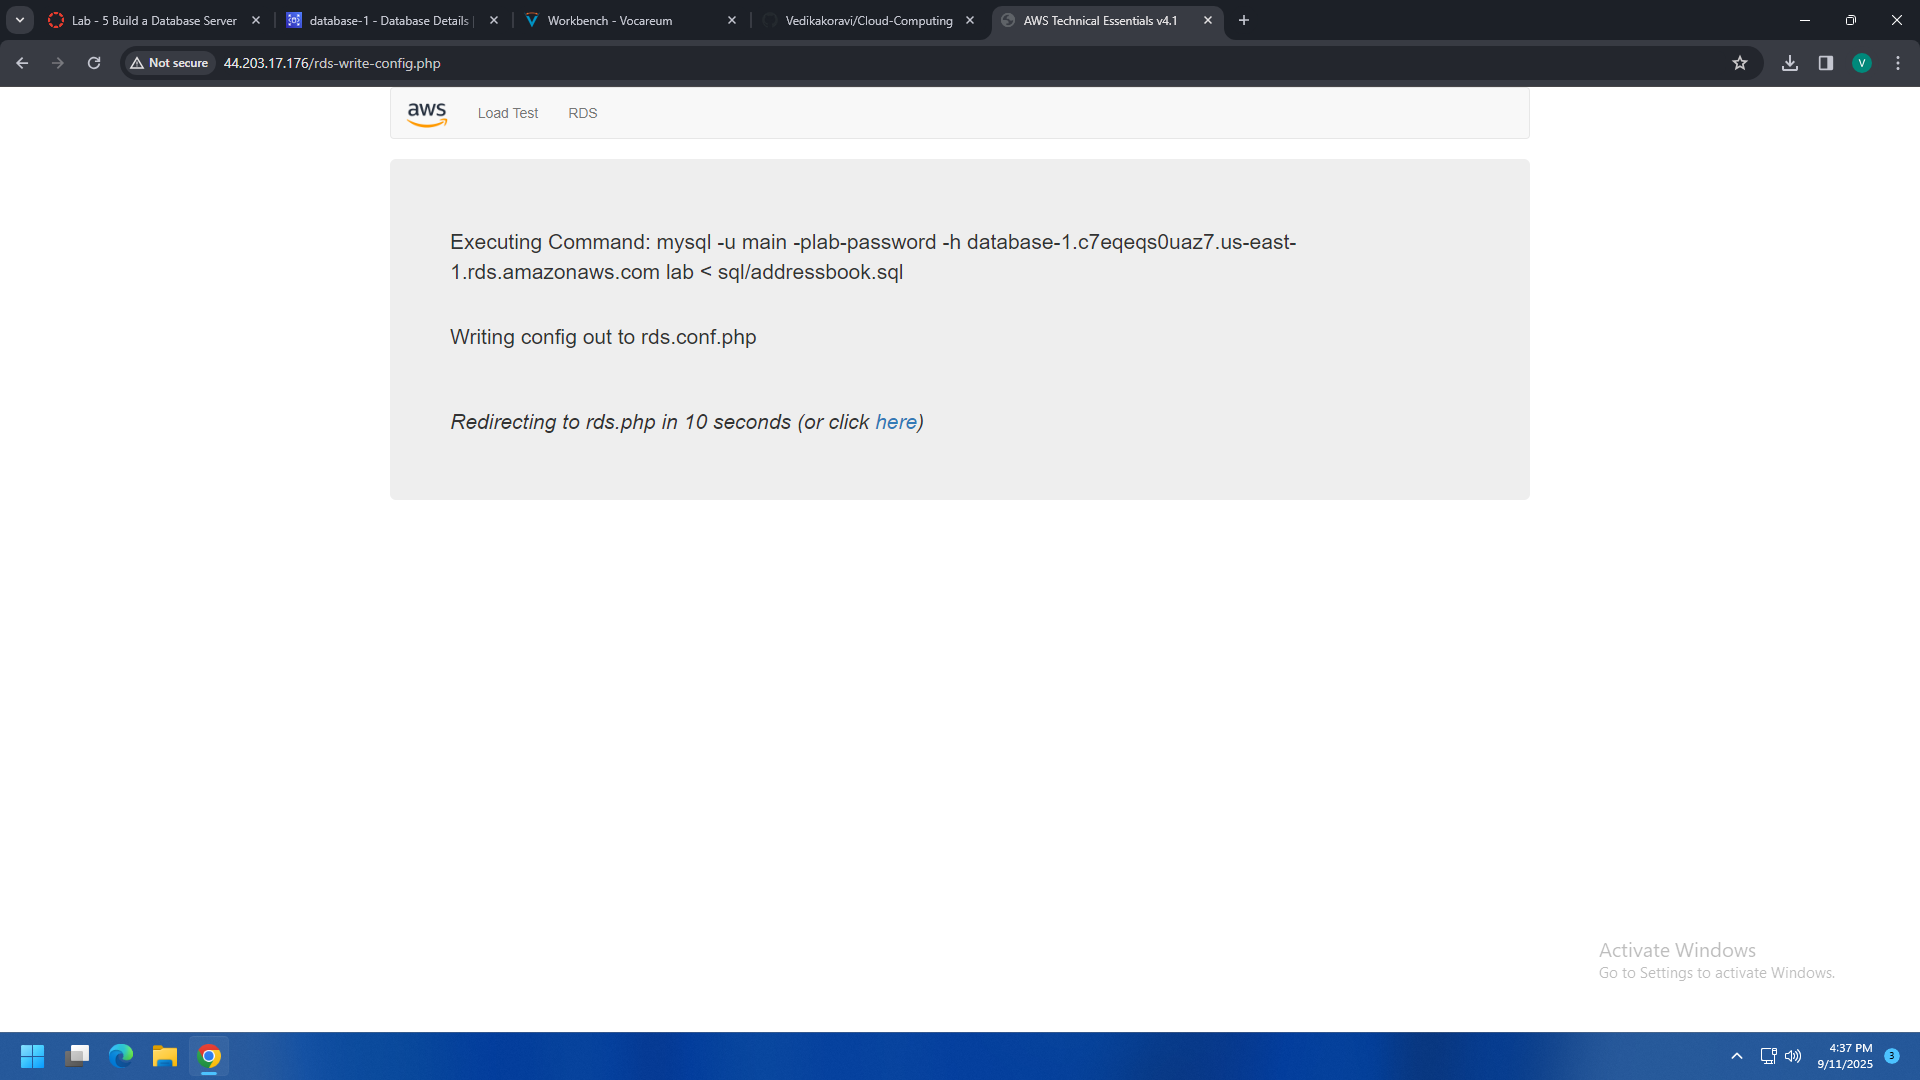 Lab - 5 Build a Database Server
database-1 - Database Details
Workbench - Vocareum
Vedikakoravi/Cloud-Computing
AWS Technical Essentials v4.1
Not secure
44.203.17.176/rds-write-config.php
V
aws
Load Test
RDS
Executing Command: mysql -u main -plab-password -h database-1.c7eqeqs0uaz7.us-east-
1.rds.amazonaws.com lab < sql/addressbook.sql
Writing config out to rds.conf.php
Redirecting to rds.php in 10 seconds (or click here)
Activate Windows
Go to Settings to activate Windows.
4:37 PM
9/11/2025
3